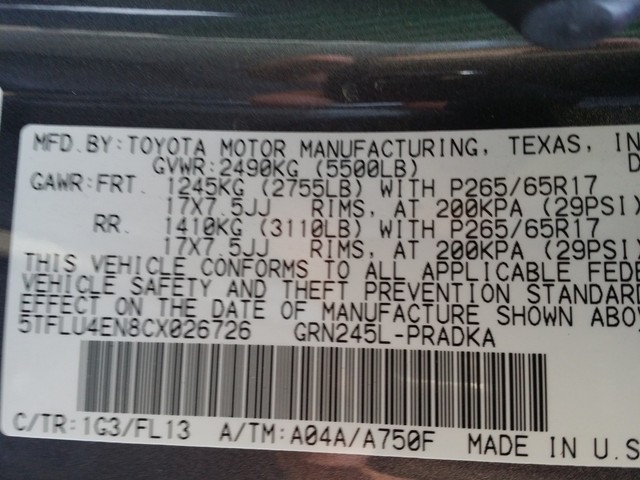 MFD.BY:TOYOTA MOTOR MANUFACTURING, TEXAS, IN
GVWR:2490KG (5500LB) D
GAWR:FRT. 1245KG (2755LB) WITH P265/65R17
17X7.5JJ RIMS, AT 200KPA (29PSI)
RR. 1410KG (3110LB) WITH P265/65R17
17X7.5JJ RIMS, AT 200KPA (29PSI
THIS VEHICLE CONFORMS TO ALL APPLICABLE FEDE
VEHICLE SAFETY AND THEFT PREVENTION STANDARD
EFFECT ON THE DATE OF MANUFACTURE SHOWN ABO
5TFLU4EN8CX026726 GRN245L-PRADKA
C/TR:1G3/FL13 A/TM:A04A/A750F MADE IN U.S